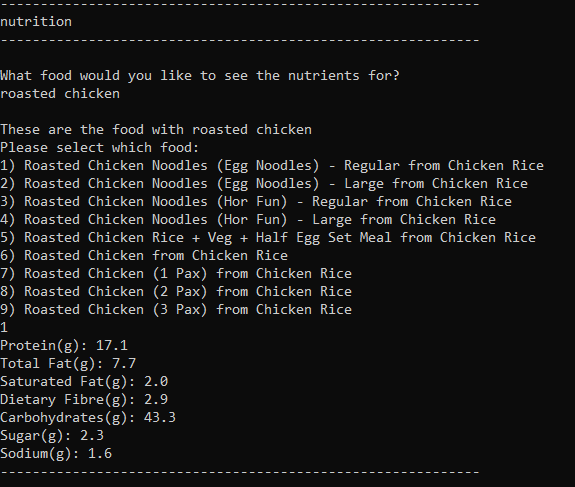 ------------------------------------------------------------
nutrition
------------------------------------------------------------
What food would you like to see the nutrients for?
roasted chicken
These are the food with roasted chicken
Please select which food:
1) Roasted Chicken Noodles (Egg Noodles) - Regular from Chicken Rice
2) Roasted Chicken Noodles (Egg Noodles) - Large from Chicken Rice
3) Roasted Chicken Noodles (Hor Fun) - Regular from Chicken Rice
4) Roasted Chicken Noodles (Hor Fun) - Large from Chicken Rice
5) Roasted Chicken Rice + Veg + Half Egg Set Meal from Chicken Rice
6) Roasted Chicken from Chicken Rice
7) Roasted Chicken (1 Pax) from Chicken Rice
8) Roasted Chicken (2 Pax) from Chicken Rice
9) Roasted Chicken (3 Pax) from Chicken Rice
1
Protein(g): 17.1
Total Fat(g): 7.7
Saturated Fat(g): 2.0
Dietary Fibre(g): 2.9
Carbohydrates(g): 43.3
Sugar(g): 2.3
Sodium(g): 1.6
------------------------------------------------------------